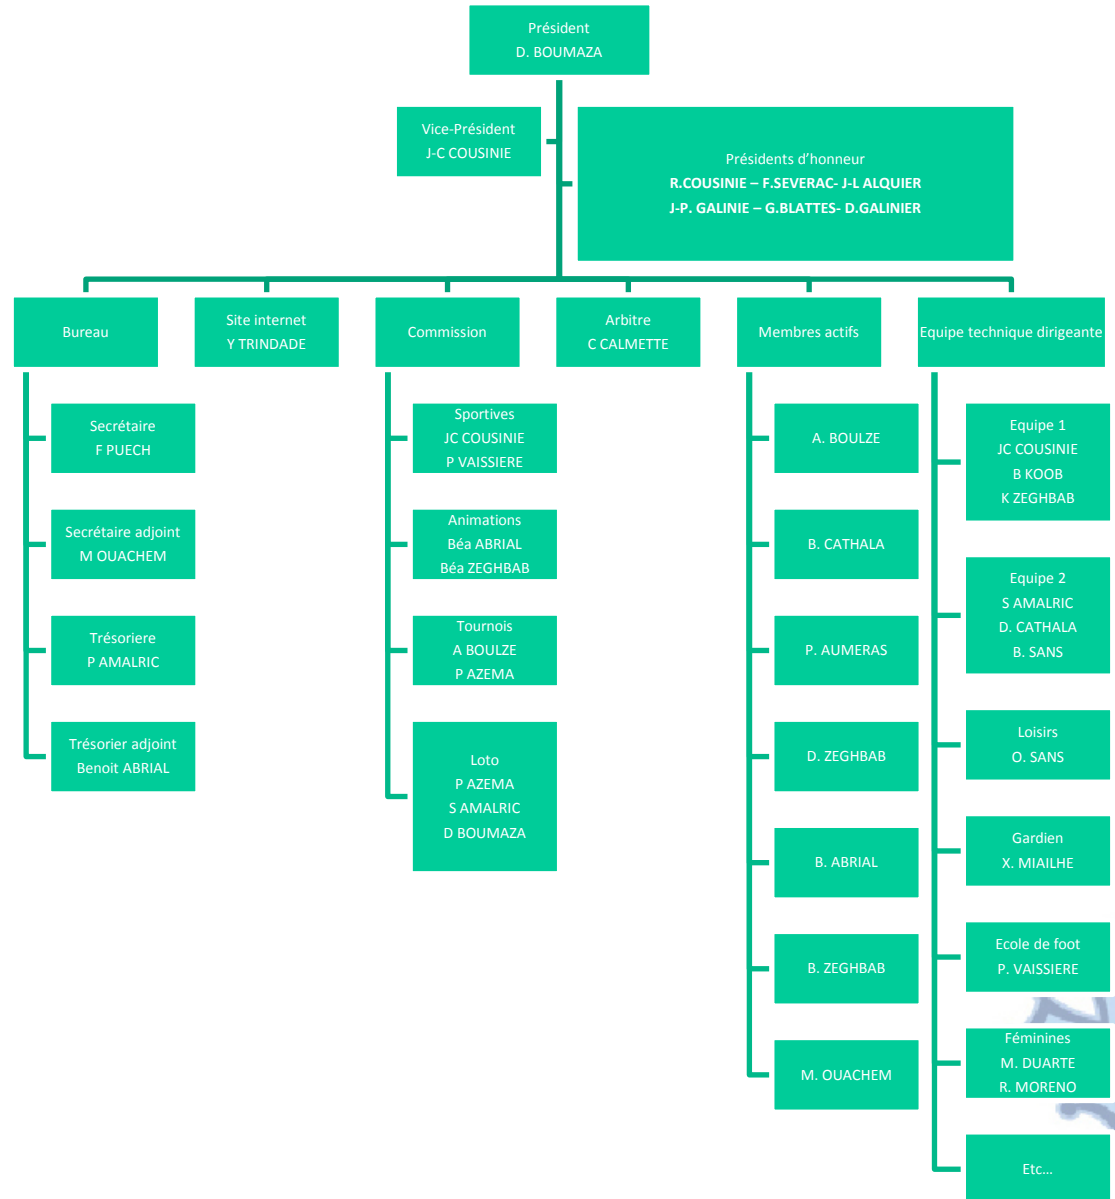 Président
D. BOUMAZA
Vice-Président
J-C COUSINIE
Présidents d’honneur
R.COUSINIE – F.SEVERAC- J-L ALQUIER
J-P. GALINIE – G.BLATTES- D.GALINIER
Bureau
Site internet
Y TRINDADE
Commission
Arbitre
C CALMETTE
Membres actifs
Equipe technique dirigeante
Secrétaire
F PUECH
Secrétaire adjoint
M OUACHEM
Trésoriere
P AMALRIC
Trésorier adjoint
Benoit ABRIAL
Sportives
JC COUSINIE
P VAISSIERE
Animations
Béa ABRIAL
Béa ZEGHBAB
Tournois
A BOULZE
P AZEMA
Loto
P AZEMA
S AMALRIC
D BOUMAZA
A. BOULZE
B. CATHALA
P. AUMERAS
D. ZEGHBAB
B. ABRIAL
B. ZEGHBAB
M. OUACHEM
Equipe 1
JC COUSINIE
B KOOB
K ZEGHBAB
Equipe 2
S AMALRIC
D. CATHALA
B. SANS
Loisirs
O. SANS
Gardien
X. MIAILHE
Ecole de foot
P. VAISSIERE
Féminines
M. DUARTE
R. MORENO
Etc…